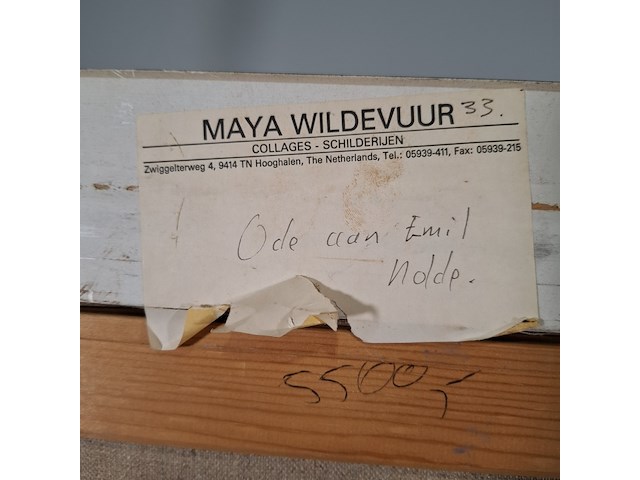 MAYA WILDEVUUR 33.
COLLAGES - SCHILDERIJEN
Zwiggelterweg 4, 9414 TN Hooghalen, The Netherlands, Tel.: 05939-411, Fax: 05939-215
Ode aan Emil
Nolde.
5500,-